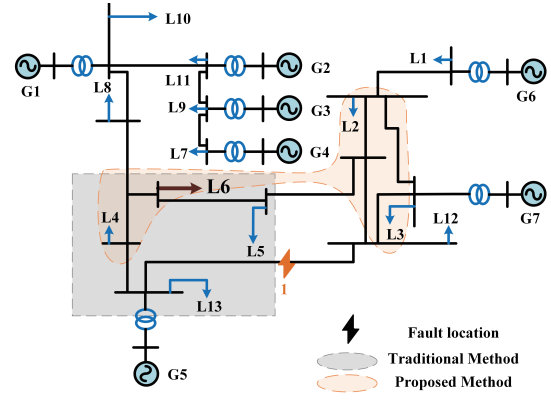 L10
L1
G1
L8
L11
G2
G6
L9
G3
L2
L7
G4
L6
L4
L5
L3
L12
G7
1
L13
Fault location
Traditional Method
G5
Proposed Method